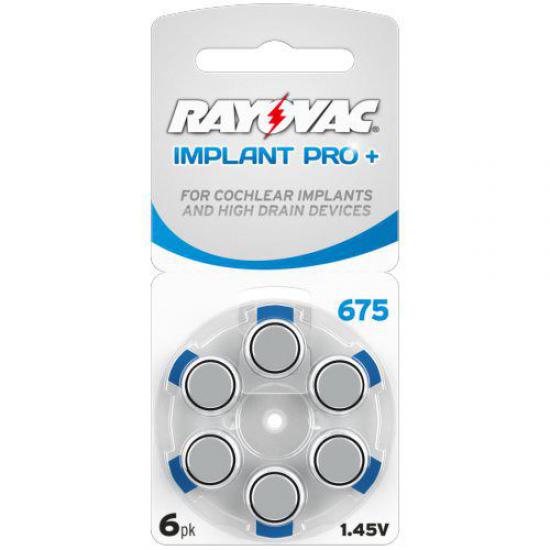 RAYOVAC®
IMPLANT PRO +
FOR COCHLEAR IMPLANTS
AND HIGH DRAIN DEVICES
675
6pk
1.45V